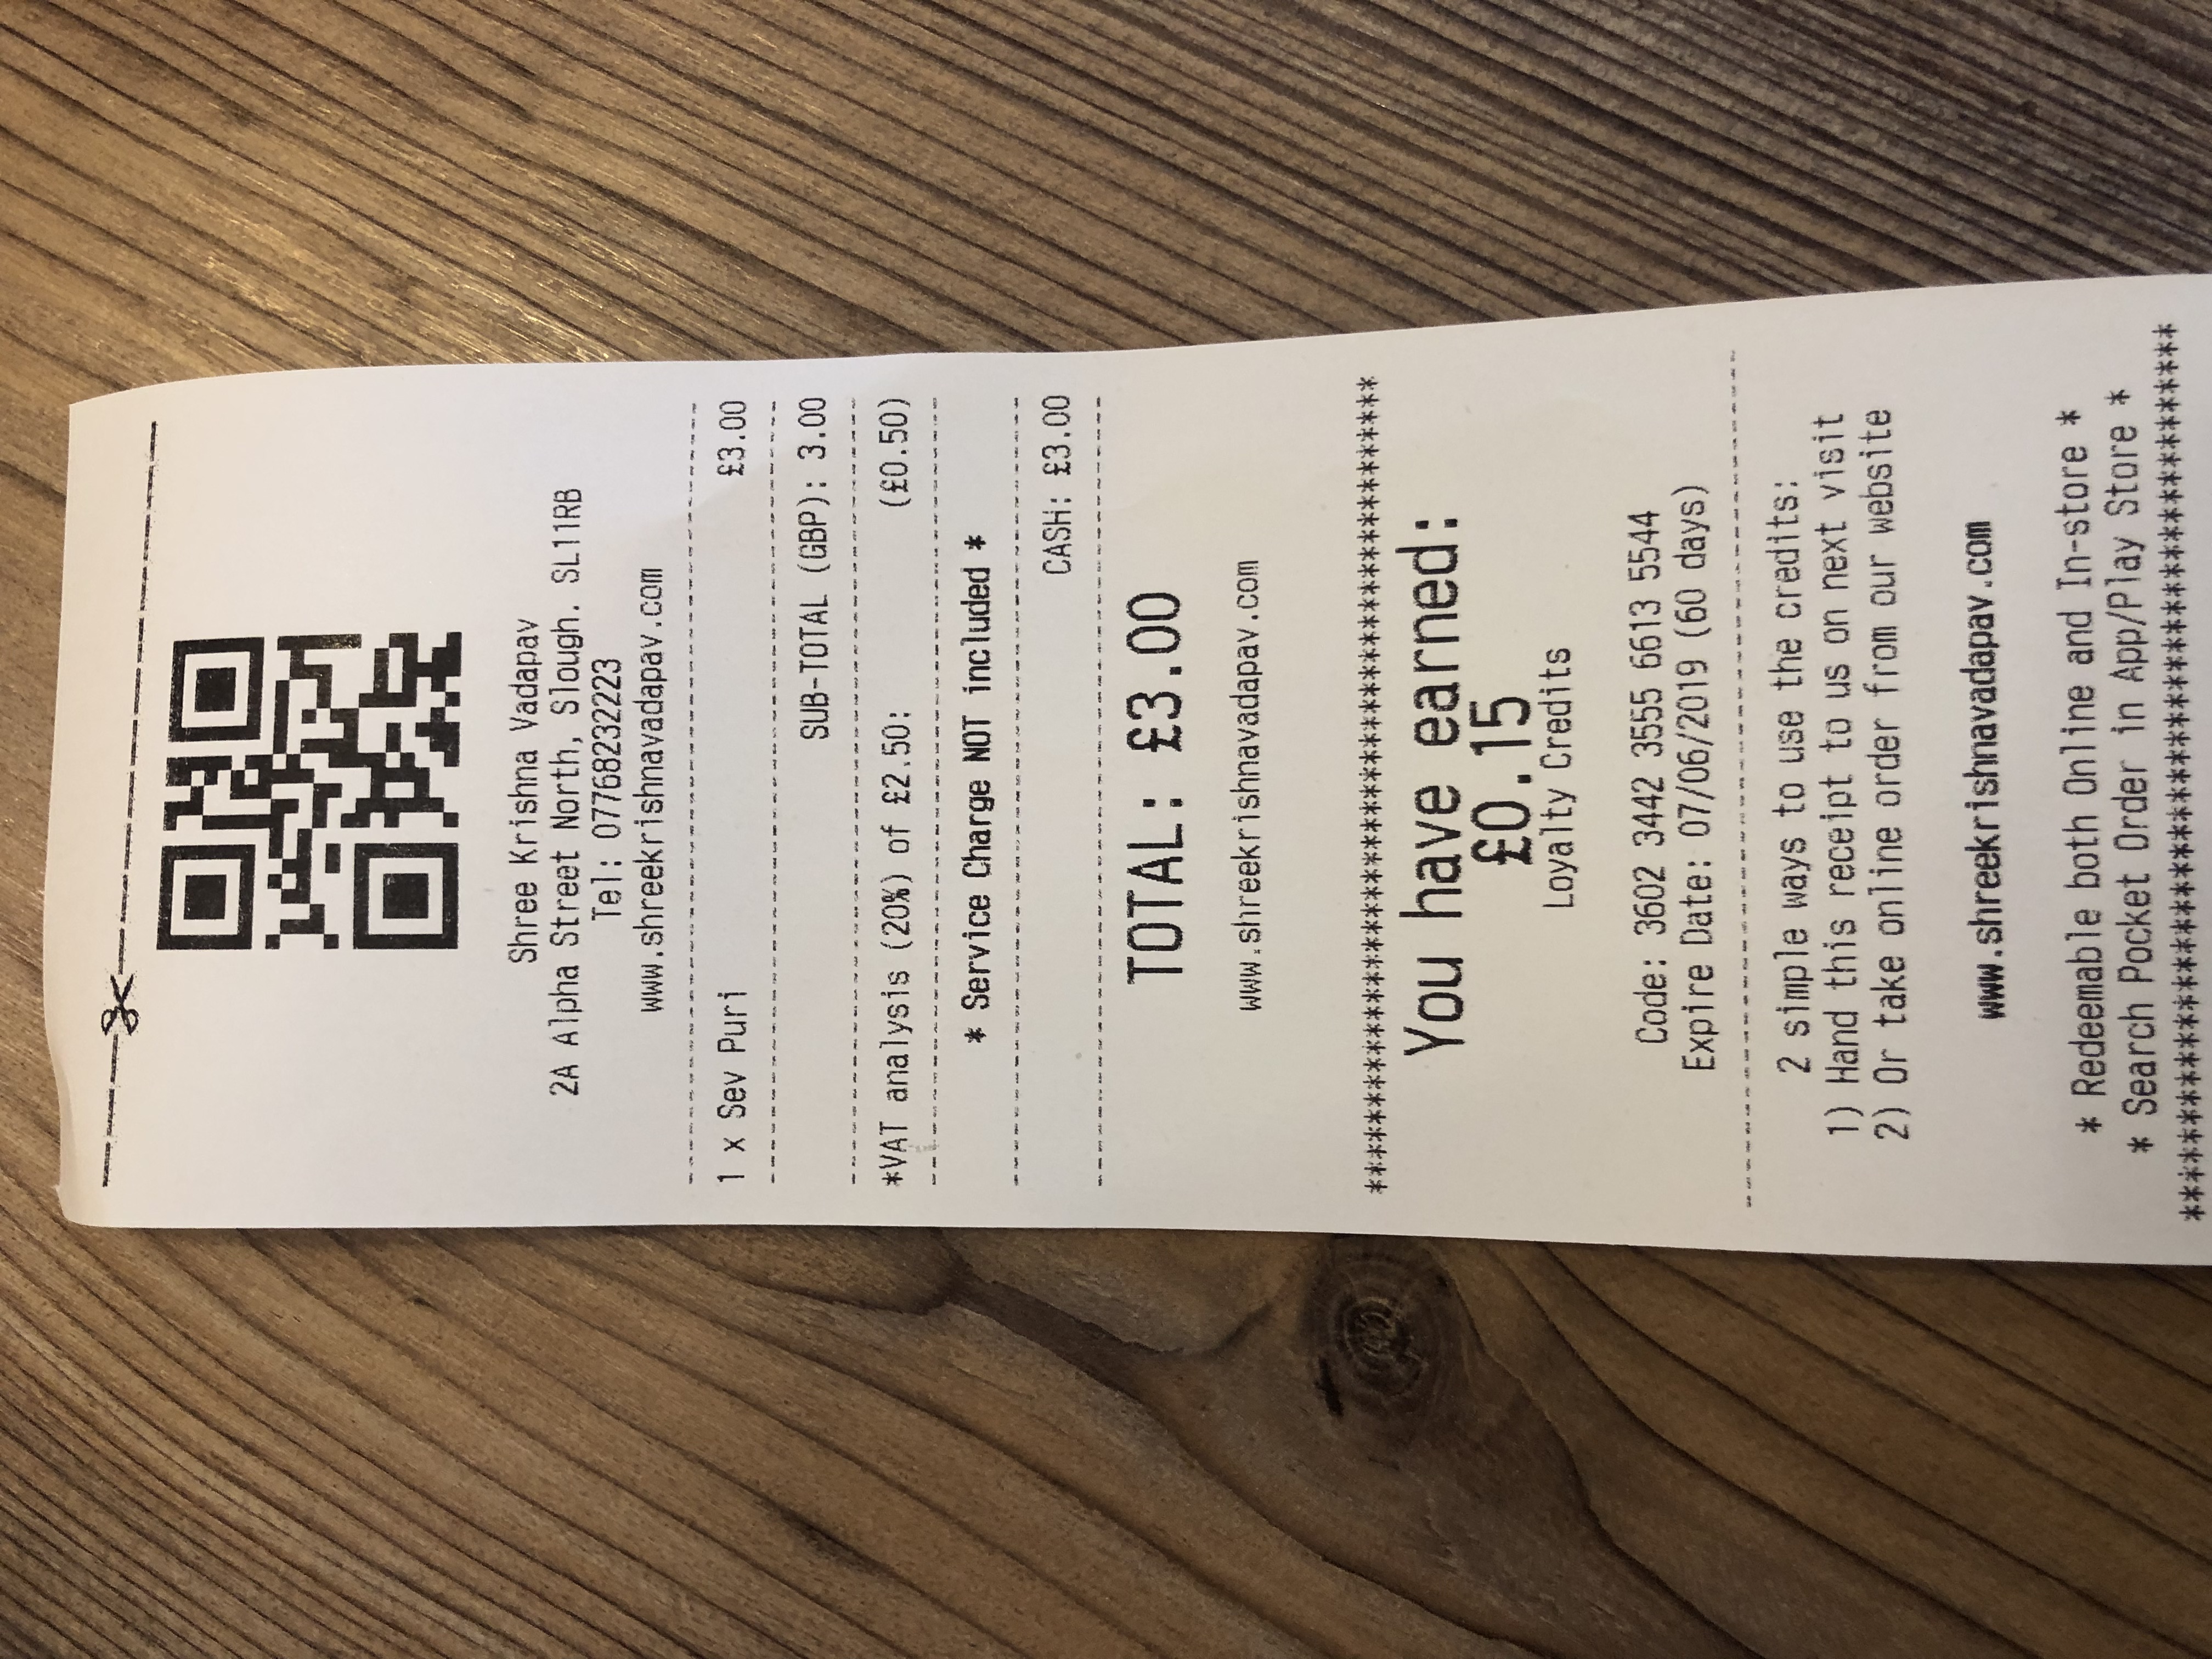 Shree Krishna Vadapav
2A Alpha Street North, Slough. SL11RB
Tel: 07768232223
www.shreekrishnavadapav.com
1 x Sev Puri £3.00
SUB-TOTAL (GBP): 3.00
*VAT analysis (20%) of £2.50: (£0.50)
* Service Charge NOT included *
CASH: £3.00
TOTAL: £3.00
www.shreekrishnavadapav.com
You have earned:
£0.15
Loyalty Credits
Code: 3602 3442 3555 6613 5544
Expire Date: 07/06/2019 (60 days)
2 simple ways to use the credits:
1) Hand this receipt to us on next visit
2) Or take online order from our website
www.shreekrishnavadapav.com
* Redeemable both Online and In-store *
* Search Pocket Order in App/Play Store *